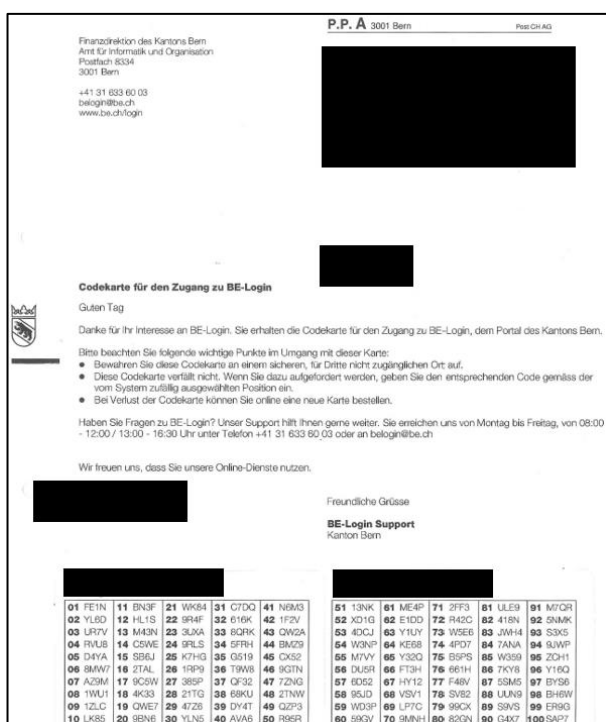 P.P. A 3001 Bern Post CH AG
Finanzdirektion des Kantons Bern
Amt für Informatik und Organisation
Postfach 8334
3001 Bern
+41 31 633 60 03
belogin@be.ch
www.be.ch/login
Codekarte für den Zugang zu BE-Login
Guten Tag
Danke für Ihr Interesse an BE-Login. Sie erhalten die Codekarte für den Zugang zu BE-Login, dem Portal des Kantons Bern.
Bitte beachten Sie folgende wichtige Punkte im Umgang mit dieser Karte:
● Bewahren Sie diese Codekarte an einem sicheren, für Dritte nicht zugänglichen Ort auf.
● Diese Codekarte verfällt nicht. Wenn Sie dazu aufgefordert werden, geben Sie den entsprechenden Code gemäss der
vom System zufällig ausgewählten Position ein.
● Bei Verlust der Codekarte können Sie online eine neue Karte bestellen.
Haben Sie Fragen zu BE-Login? Unser Support hilft Ihnen gerne weiter. Sie erreichen uns von Montag bis Freitag, von 08:00
- 12:00 / 13:00 - 16:30 Uhr unter Telefon +41 31 633 60 03 oder an belogin@be.ch
Wir freuen uns, dass Sie unsere Online-Dienste nutzen.
Freundliche Grüsse
BE-Login Support
Kanton Bern
01 FE1N 11 BN3F 21 WK84 31 C7DQ 41 N6M3
02 YL6D 12 HL1S 22 9R4F 32 616K 42 1F2V
03 UR7V 13 M43N 23 3UXA 33 8QRK 43 QW2A
04 RVU8 14 C5WE 24 9RLS 34 5FRH 44 BMZ9
05 D4YA 15 SB6J 25 K7HG 35 G519 45 CX52
06 8MW7 16 2TAL 26 1RP9 36 T9W8 46 9GTN
07 AZ9M 17 9C5W 27 385P 37 QF32 47 7ZNG
08 1WU1 18 4K33 28 21TG 38 68KU 48 2TNW
09 1ZLC 19 QWE7 29 47Z6 39 DY4T 49 QZP3
10 LK85 20 9BN6 30 YLN5 40 AVA6 50 R95R
51 13NK 61 ME4P 71 2FF3 81 ULE9 91 M7QR
52 XD1G 62 E1DD 72 R42C 82 418N 92 5NMK
53 4DCJ 63 Y1UY 73 W5E6 83 JWH4 93 S3X5
54 W3NP 64 KE68 74 4PD7 84 7ANA 94 9JWP
55 M7VY 65 Y32Q 75 B5PS 85 W359 95 ZCH1
56 DU5R 66 FT3H 76 661H 86 7KY8 96 Y16Q
57 6D52 67 HY12 77 F48V 87 5SM5 97 BYS6
58 95JD 68 VSV1 78 SV82 88 UUN9 98 BH6W
59 WD3P 69 LP7C 79 99CX 89 S9VS 99 ER9G
60 59GV 70 9MNH 80 82GN 90 G4X7 100 SAP7